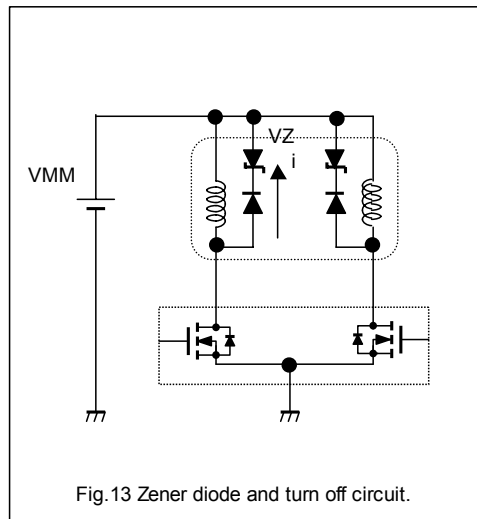 VZ
i
VMM
Fig.13 Zener diode and turn off circuit.